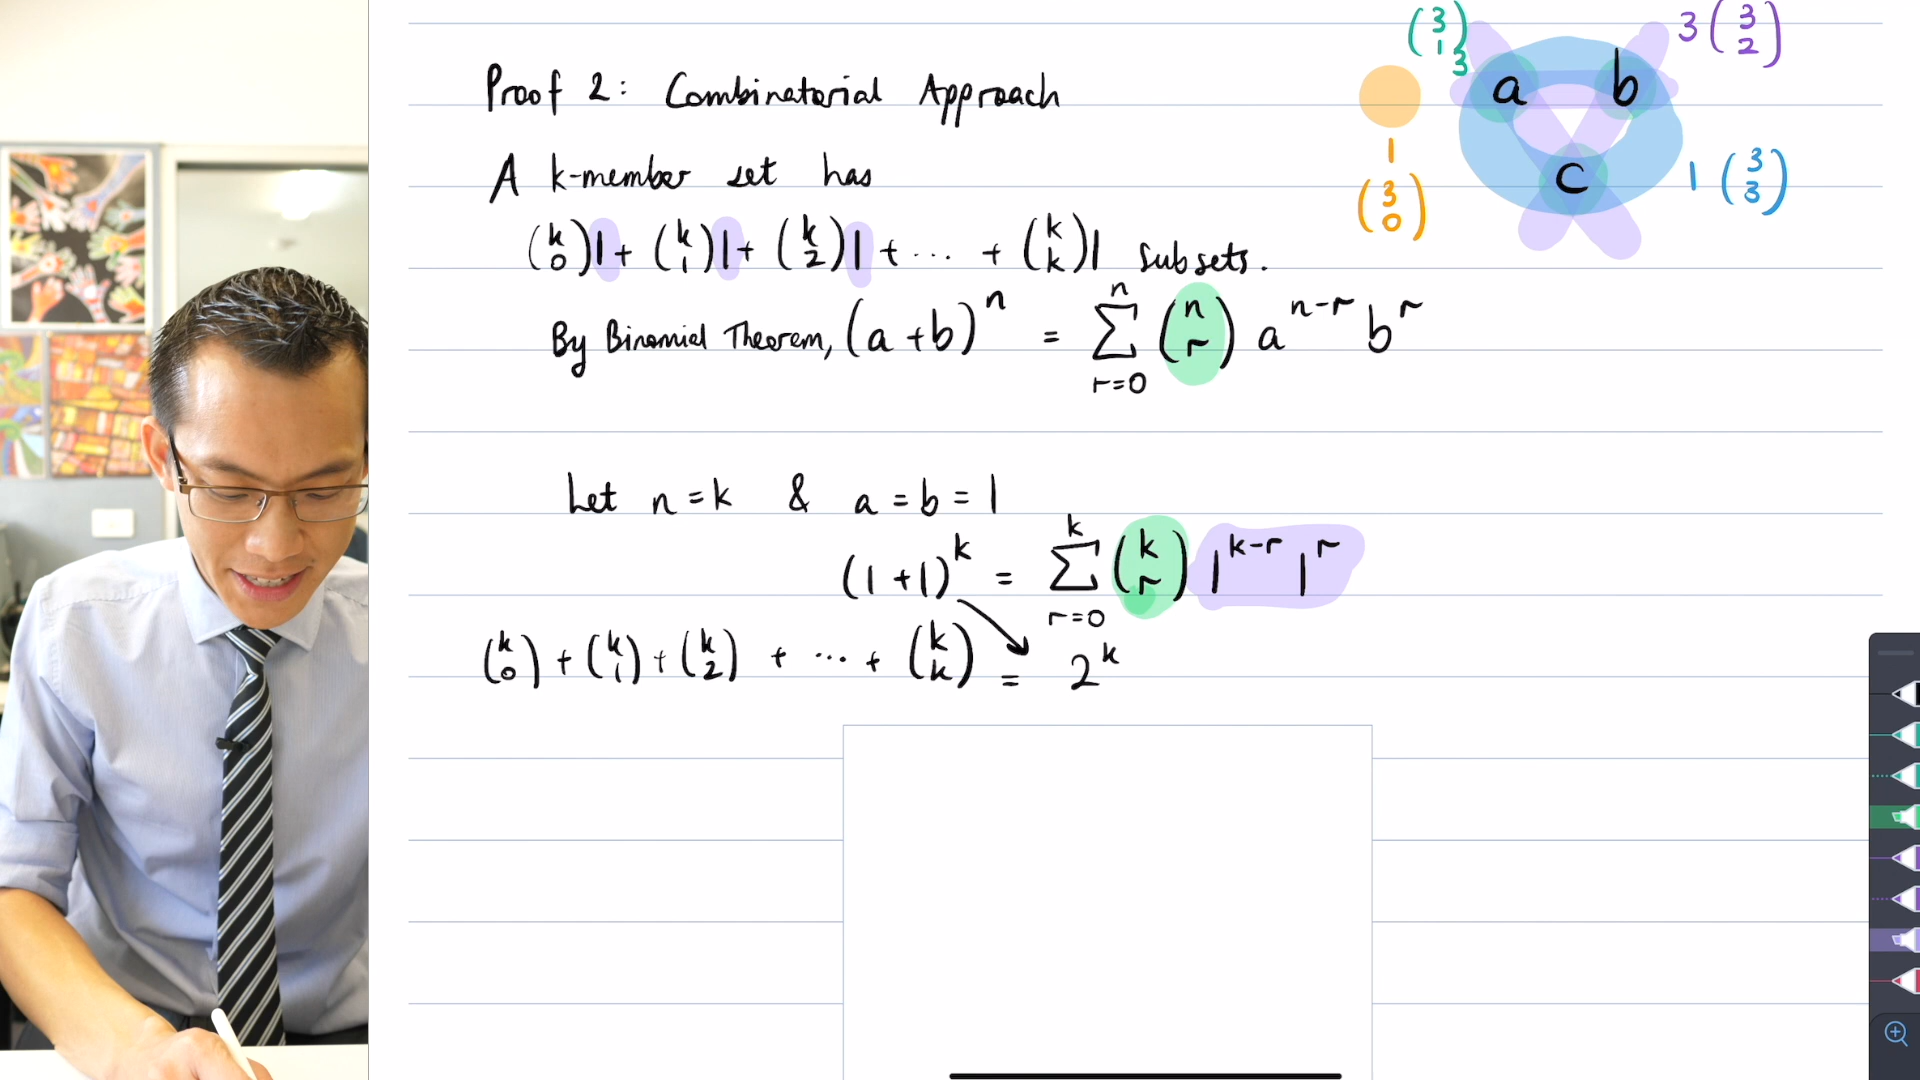 Proof 2: Combinatorial Approach
A k-member set has
(k 0)1 + (k 1)1 + (k 2)1 + ... + (k k)1 subsets.
By Binomial Theorem, (a+b)^n = Σ_{r=0}^{n} (n r) a^{n-r} b^r
Let n=k & a=b=1
(1+1)^k = Σ_{r=0}^{k} (k r) 1^{k-r} 1^r
(k 0) + (k 1) + (k 2) + ... + (k k) = 2^k
(3 1) 3
3 (3 2)
a b
c
1
(3 0)
1 (3 3)